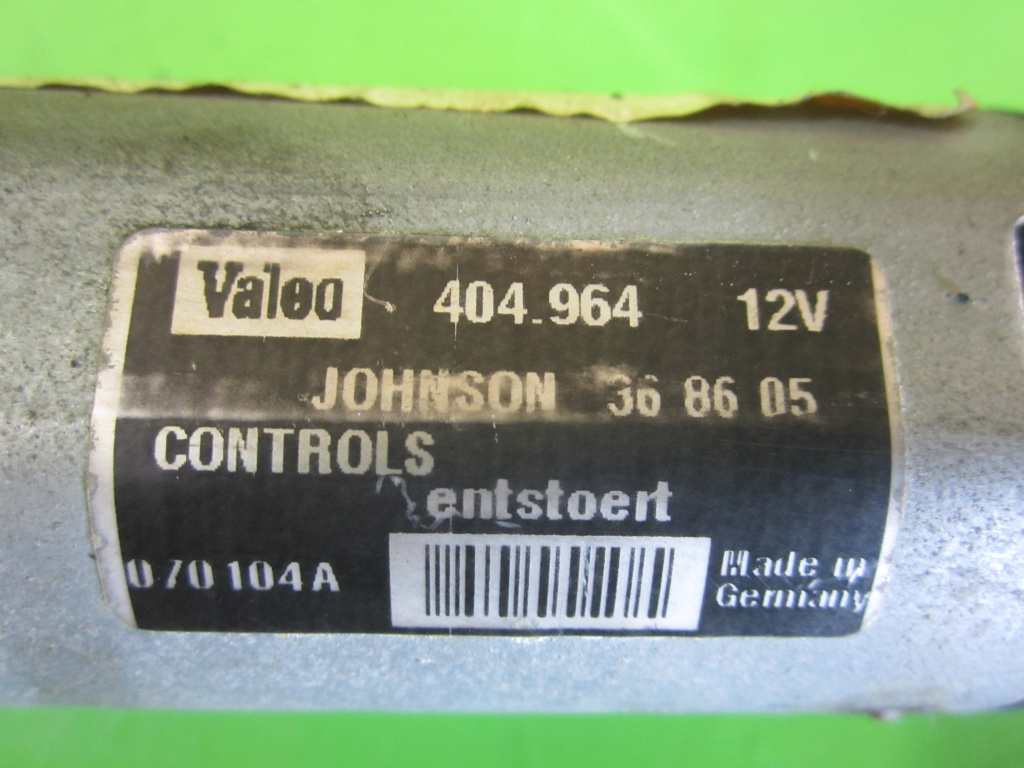 Valeo 404.964 12V
JOHNSON 36 86 05
CONTROLS
entstoert
070104A
Made in
Germany